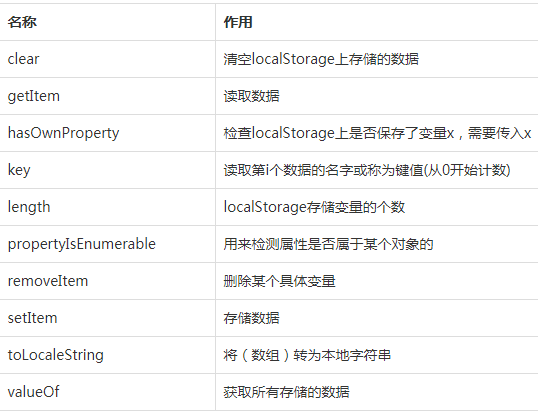 名称 作用
clear 清空localStorage上存储的数据
getItem 读取数据
hasOwnProperty 检查localStorage上是否保存了变量x，需要传入x
key 读取第i个数据的名字或称为键值(从0开始计数)
length localStorage存储变量的个数
propertyIsEnumerable 用来检测属性是否属于某个对象的
removeItem 删除某个具体变量
setItem 存储数据
toLocaleString 将（数组）转为本地字符串
valueOf 获取所有存储的数据